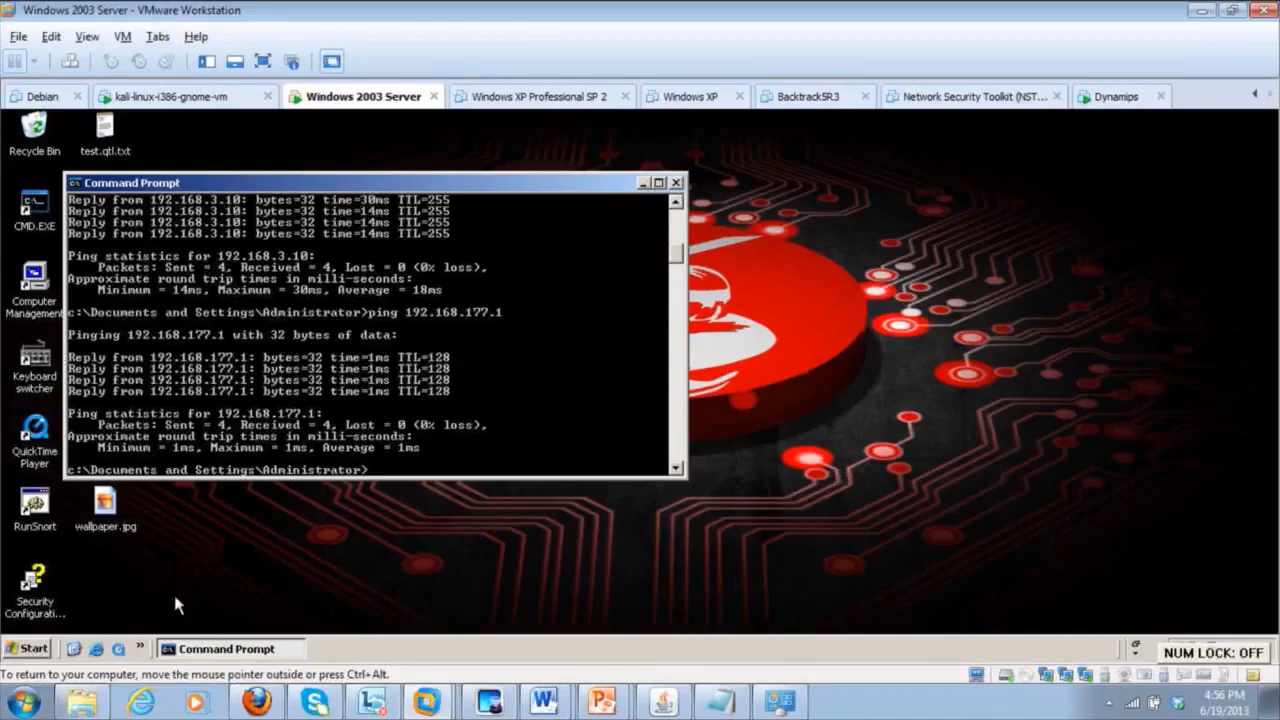 Windows 2003 Server - VMware Workstation
File Edit View VM Tabs Help
Debian kali-linux-i386-gnome-vm Windows 2003 Server Windows XP Professional SP 2 Windows XP Backtrack5R3 Network Security Toolkit (NST... Dynamips
Recycle Bin
test.qtl.txt
CMD.EXE
Computer
Management
Keyboard
switcher
QuickTime
Player
RunSnort
wallpaper.jpg
Security
Configurati...
Command Prompt
Reply from 192.168.3.10: bytes=32 time=30ms TTL=255
Reply from 192.168.3.10: bytes=32 time=14ms TTL=255
Reply from 192.168.3.10: bytes=32 time=14ms TTL=255
Reply from 192.168.3.10: bytes=32 time=14ms TTL=255
Ping statistics for 192.168.3.10:
Packets: Sent = 4, Received = 4, Lost = 0 (0% loss),
Approximate round trip times in milli-seconds:
Minimum = 14ms, Maximum = 30ms, Average = 18ms
c:\Documents and Settings\Administrator>ping 192.168.177.1
Pinging 192.168.177.1 with 32 bytes of data:
Reply from 192.168.177.1: bytes=32 time=1ms TTL=128
Reply from 192.168.177.1: bytes=32 time=1ms TTL=128
Reply from 192.168.177.1: bytes=32 time=1ms TTL=128
Reply from 192.168.177.1: bytes=32 time=1ms TTL=128
Ping statistics for 192.168.177.1:
Packets: Sent = 4, Received = 4, Lost = 0 (0% loss),
Approximate round trip times in milli-seconds:
Minimum = 1ms, Maximum = 1ms, Average = 1ms
c:\Documents and Settings\Administrator>
Start
Command Prompt
NUM LOCK: OFF
To return to your computer, move the mouse pointer outside or press Ctrl+Alt.
4:56 PM
6/19/2013